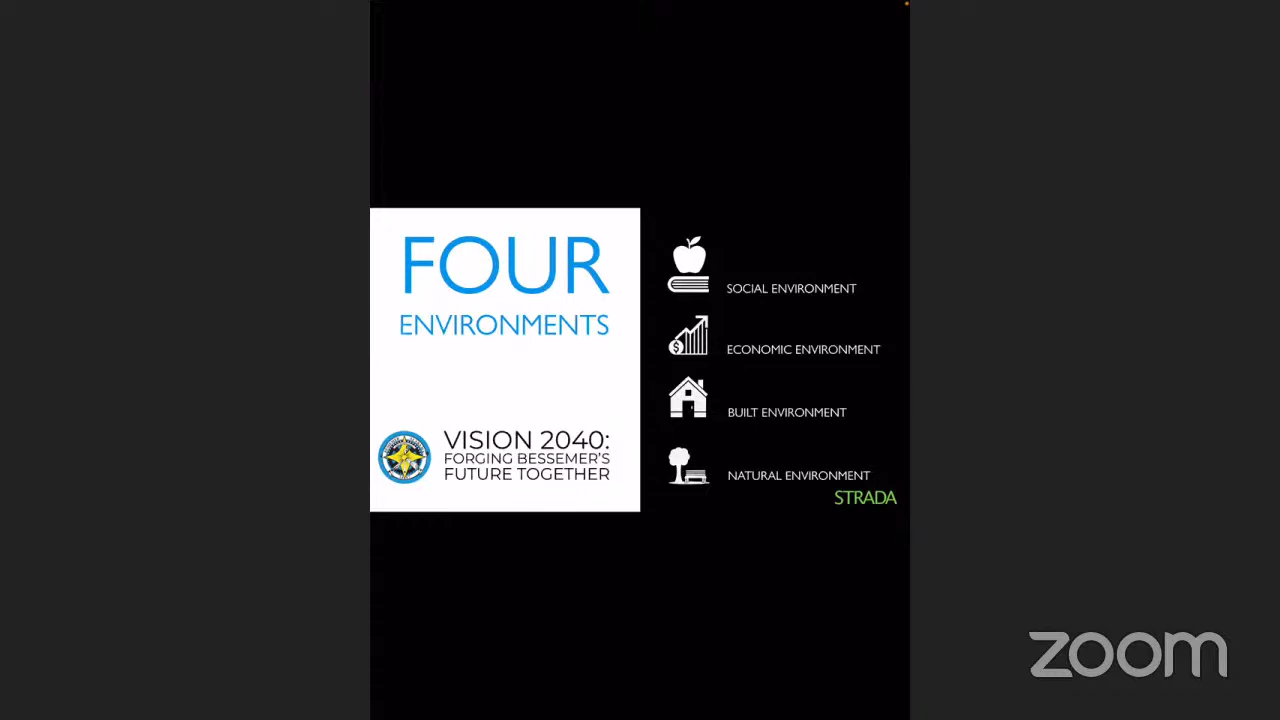 FOUR
ENVIRONMENTS
VISION 2040:
FORGING BESSEMER'S
FUTURE TOGETHER
SOCIAL ENVIRONMENT
ECONOMIC ENVIRONMENT
BUILT ENVIRONMENT
NATURAL ENVIRONMENT
STRADA
zoom